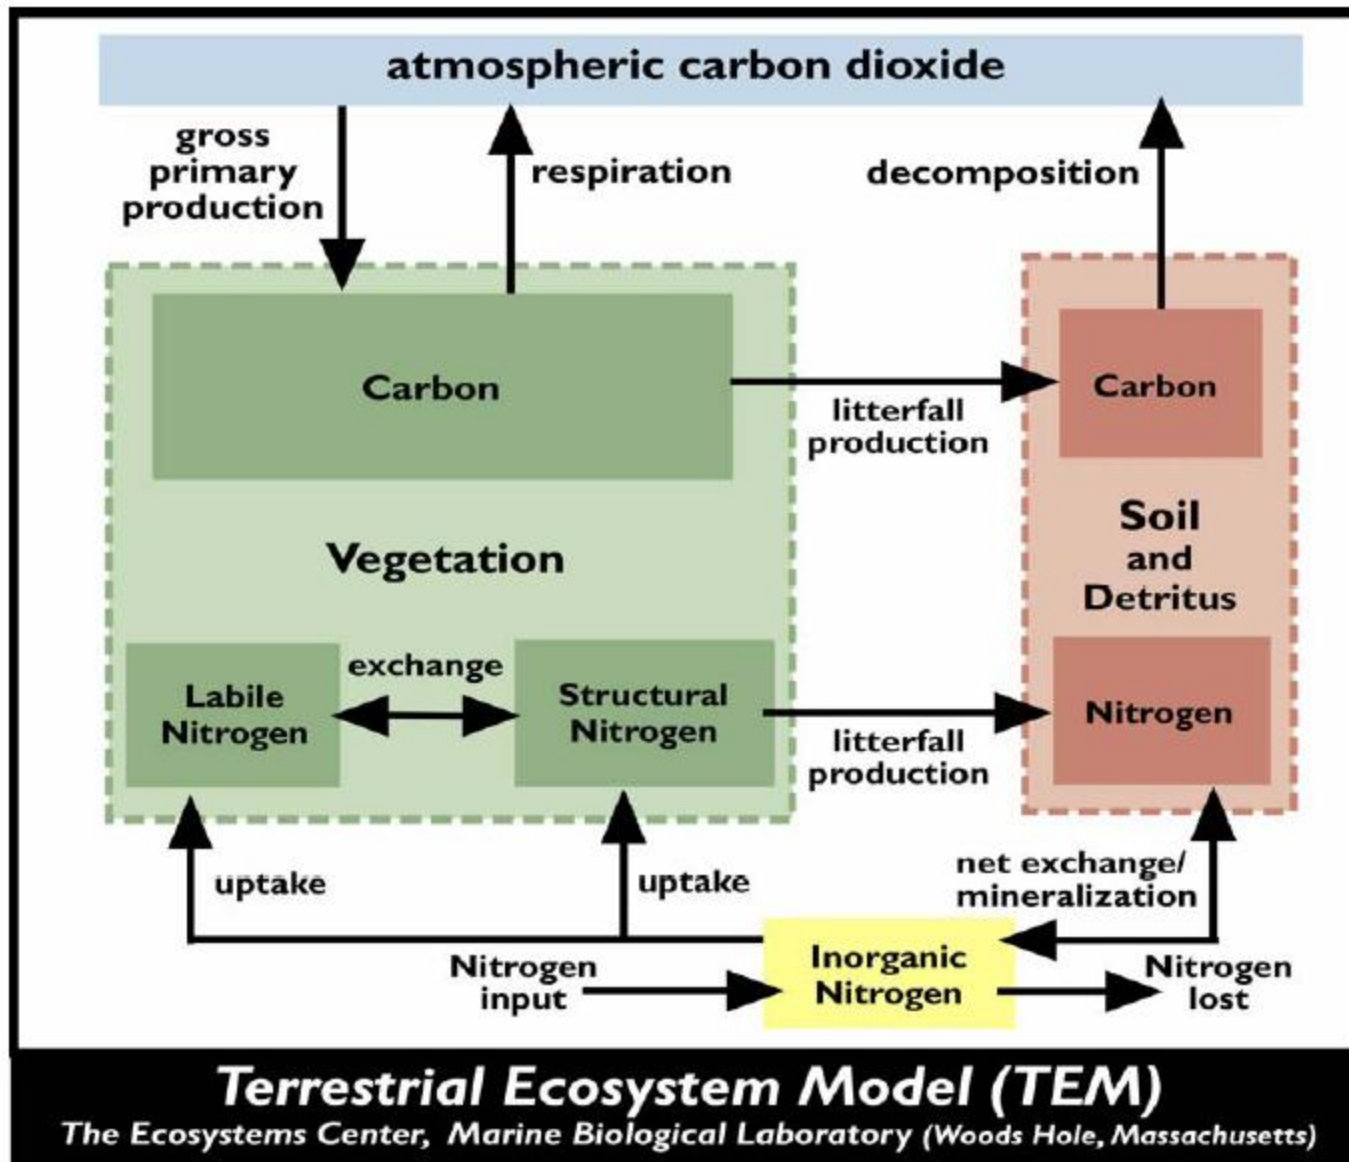 atmospheric carbon dioxide
gross
primary
production
respiration
decomposition
Carbon
litterfall
production
Carbon
Vegetation
Soil
and
Detritus
Labile
Nitrogen
exchange
Structural
Nitrogen
litterfall
production
Nitrogen
uptake
uptake
net exchange/
mineralization
Nitrogen
input
Inorganic
Nitrogen
Nitrogen
lost
Terrestrial Ecosystem Model (TEM)
The Ecosystems Center, Marine Biological Laboratory (Woods Hole, Massachusetts)